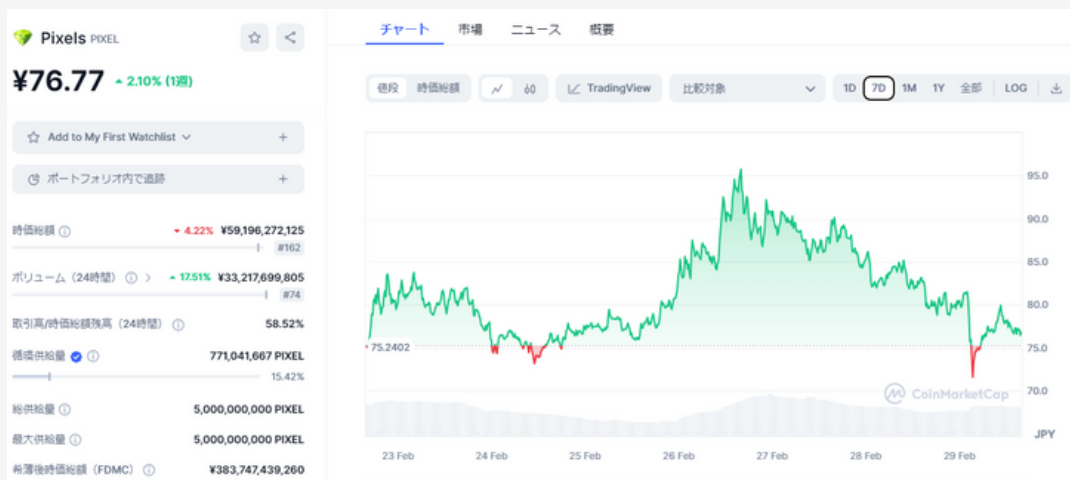 Pixels PIXEL
¥76.77 2.10% (1週)
Add to My First Watchlist +
ポートフォリオ内で追跡 +
時価総額 4.22% ¥59,196,272,125
#162
ボリューム（24時間） > 17.51% ¥33,217,699,805
#74
取引高/時価総額残高（24時間） 58.52%
循環供給量 771,041,667 PIXEL
15.42%
総供給量 5,000,000,000 PIXEL
最大供給量 5,000,000,000 PIXEL
希薄後時価総額（FDMC） ¥383,747,439,260
チャート 市場 ニュース 概要
値段 時価総額 TradingView 比較対象 1D 7D 1M 1Y 全部 LOG
95.0
90.0
85.0
80.0
75.2402
75.0
70.0
CoinMarketCap
JPY
23 Feb 24 Feb 25 Feb 26 Feb 27 Feb 28 Feb 29 Feb